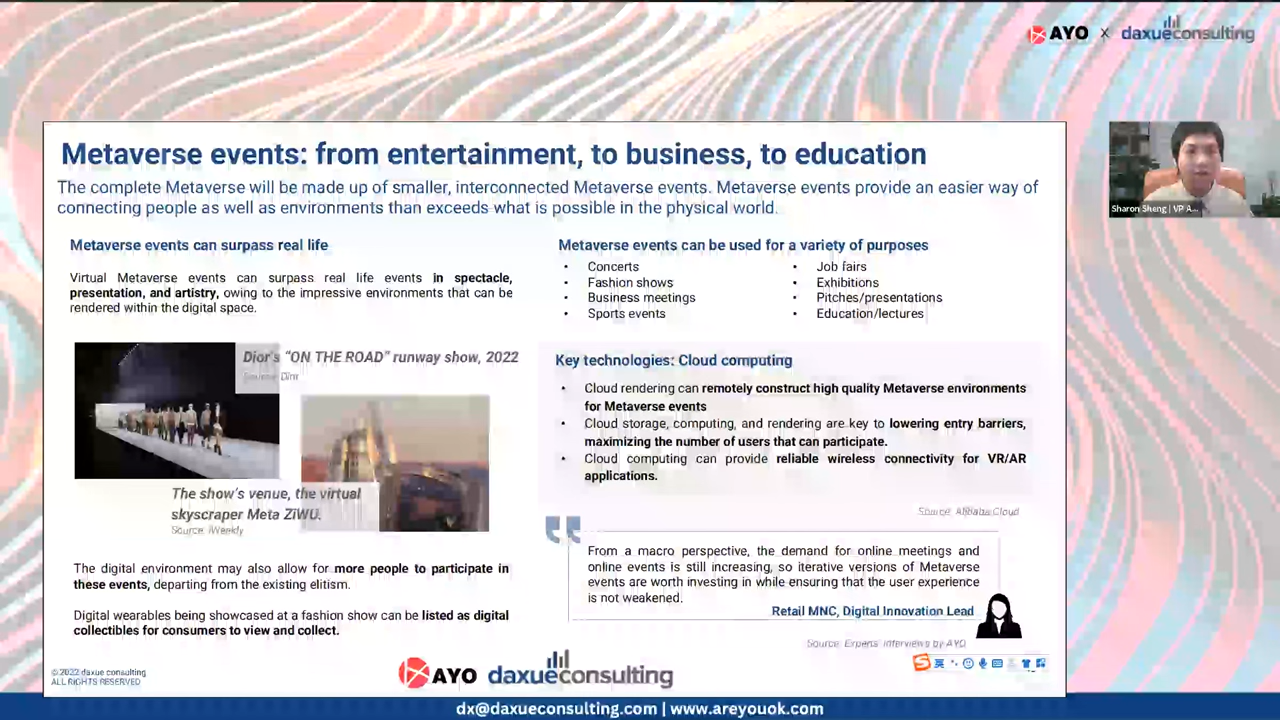 AYO x daxueconsulting
Metaverse events: from entertainment, to business, to education
The complete Metaverse will be made up of smaller, interconnected Metaverse events. Metaverse events provide an easier way of
connecting people as well as environments than exceeds what is possible in the physical world.
Sharon Sheng | VP A...
Metaverse events can surpass real life
Virtual Metaverse events can surpass real life events in spectacle,
presentation, and artistry, owing to the impressive environments that can be
rendered within the digital space.
Dior's "ON THE ROAD" runway show, 2022
Source: Dior
The show's venue, the virtual
skyscraper Meta ZiWU.
Source: iWeekly
The digital environment may also allow for more people to participate in
these events, departing from the existing elitism.
Digital wearables being showcased at a fashion show can be listed as digital
collectibles for consumers to view and collect.
Metaverse events can be used for a variety of purposes
• Concerts
• Fashion shows
• Business meetings
• Sports events
• Job fairs
• Exhibitions
• Pitches/presentations
• Education/lectures
Key technologies: Cloud computing
• Cloud rendering can remotely construct high quality Metaverse environments
for Metaverse events
• Cloud storage, computing, and rendering are key to lowering entry barriers,
maximizing the number of users that can participate.
• Cloud computing can provide reliable wireless connectivity for VR/AR
applications.
Source: Alibaba Cloud
From a macro perspective, the demand for online meetings and
online events is still increasing, so iterative versions of Metaverse
events are worth investing in while ensuring that the user experience
is not weakened.
Retail MNC, Digital Innovation Lead
Source: Experts' interviews by AYO
©2022 daxue consulting
ALL RIGHTS RESERVED
AYO daxueconsulting
英
dx@daxueconsulting.com | www.areyouok.com